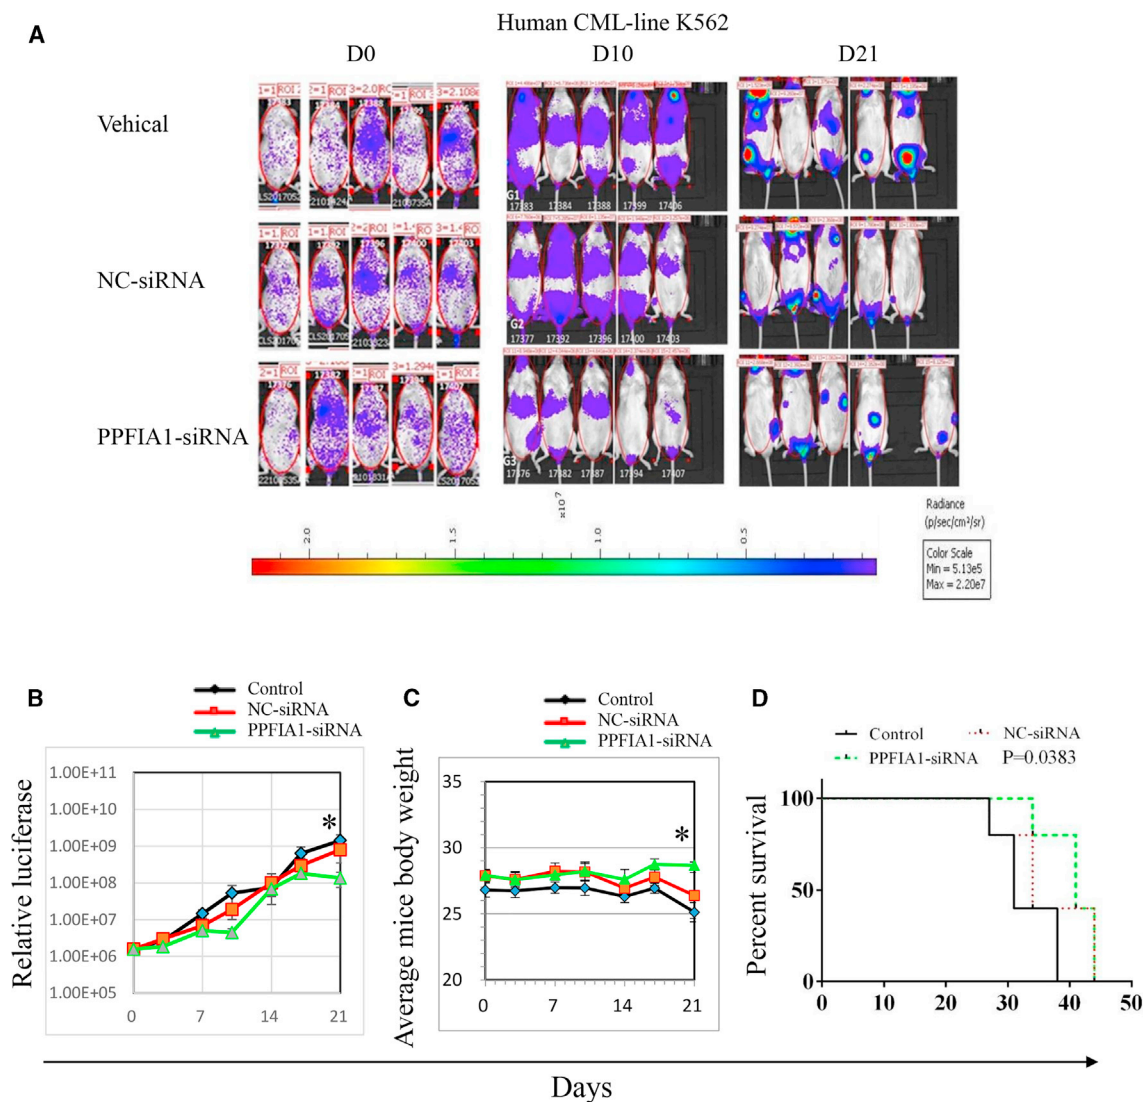 A
Human CML-line K562
D0 D10 D21
Vehical
G1
17383 17384 17388 17399 17406
NC-siRNA
G2
17377 17392 17396 17400 17403
PPFIA1-siRNA
G3
17376 17382 17387 17394 17407
2.0 1.5 ×10⁻⁷ 1.0 0.5
Radiance
(p/sec/cm²/sr)
Color Scale
Min = 5.13e5
Max = 2.20e7
B
Control
NC-siRNA
PPFIA1-siRNA
Relative luciferase
1.00E+11
1.00E+10
1.00E+09
1.00E+08
1.00E+07
1.00E+06
1.00E+05
*
0 7 14 21
C
Control
NC-siRNA
PPFIA1-siRNA
Average mice body weight
35
30
25
20
*
0 7 14 21
D
Control NC-siRNA
PPFIA1-siRNA P=0.0383
Percent survival
100
50
0
0 10 20 30 40 50
Days